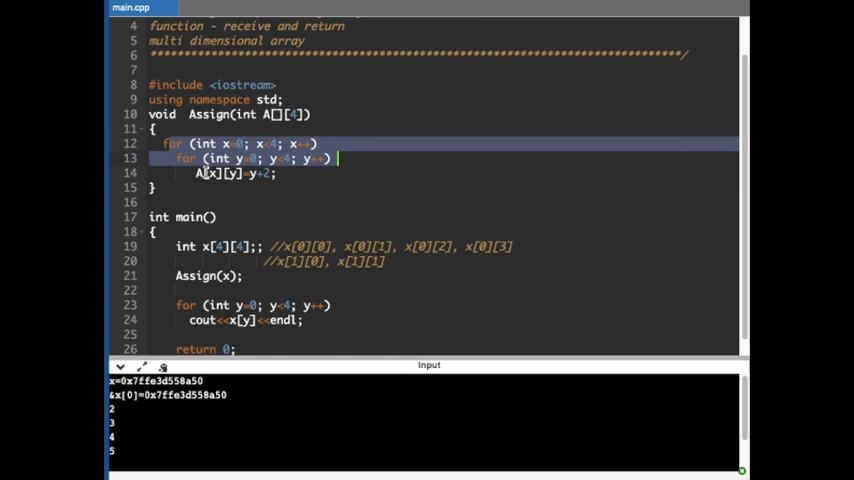 main.cpp
4 function - receive and return
5 multi dimensional array
6 ******************************************************************************/
7
8 #include <iostream>
9 using namespace std;
10 void  Assign(int A[][4])
11 {
12 for (int x=0; x<4; x++)
13 for (int y=0; y<4; y++)
14 A[x][y]=y+2;
15 }
16
17 int main()
18 {
19 int x[4][4];; //x[0][0], x[0][1], x[0][2], x[0][3]
20 //x[1][0], x[1][1]
21 Assign(x);
22
23 for (int y=0; y<4; y++)
24 cout<<x[y]<<endl;
25
26 return 0;
input
x=0x7ffe3d558a50
&x[0]=0x7ffe3d558a50
2
3
4
5